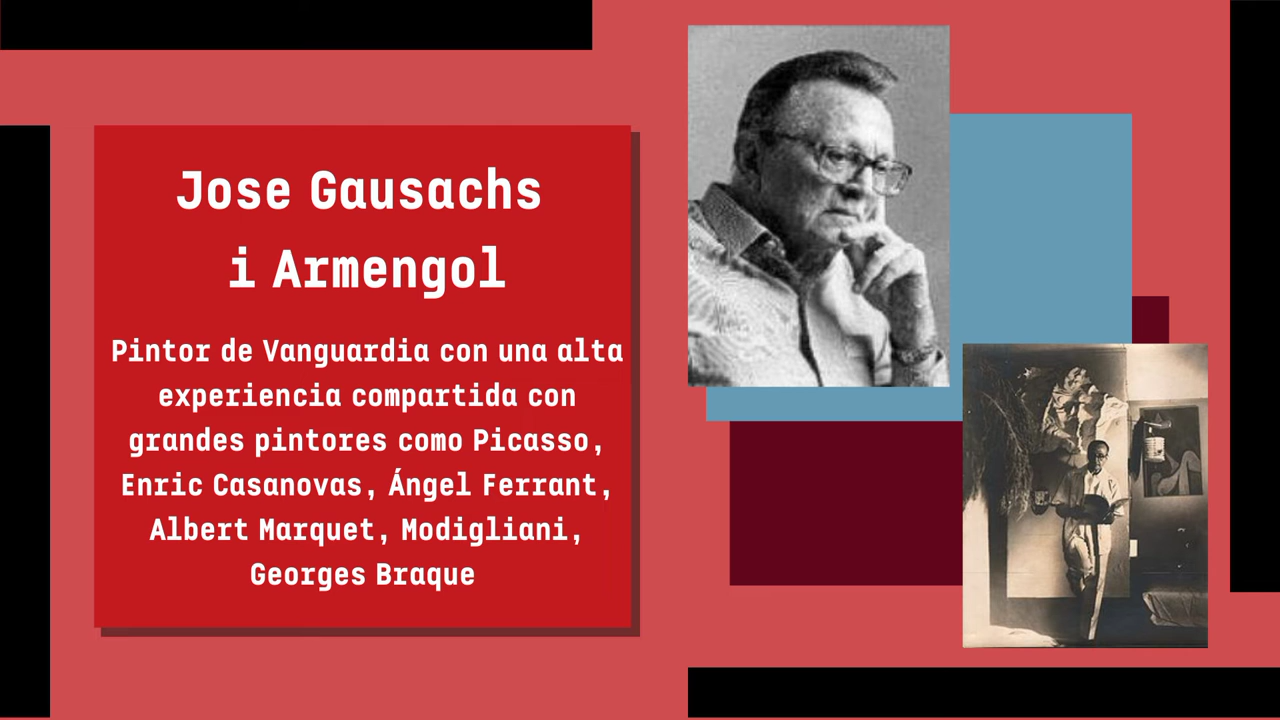 Jose Gausachs
i Armengol
Pintor de Vanguardia con una alta
experiencia compartida con
grandes pintores como Picasso,
Enric Casanovas, Ángel Ferrant,
Albert Marquet, Modigliani,
Georges Braque